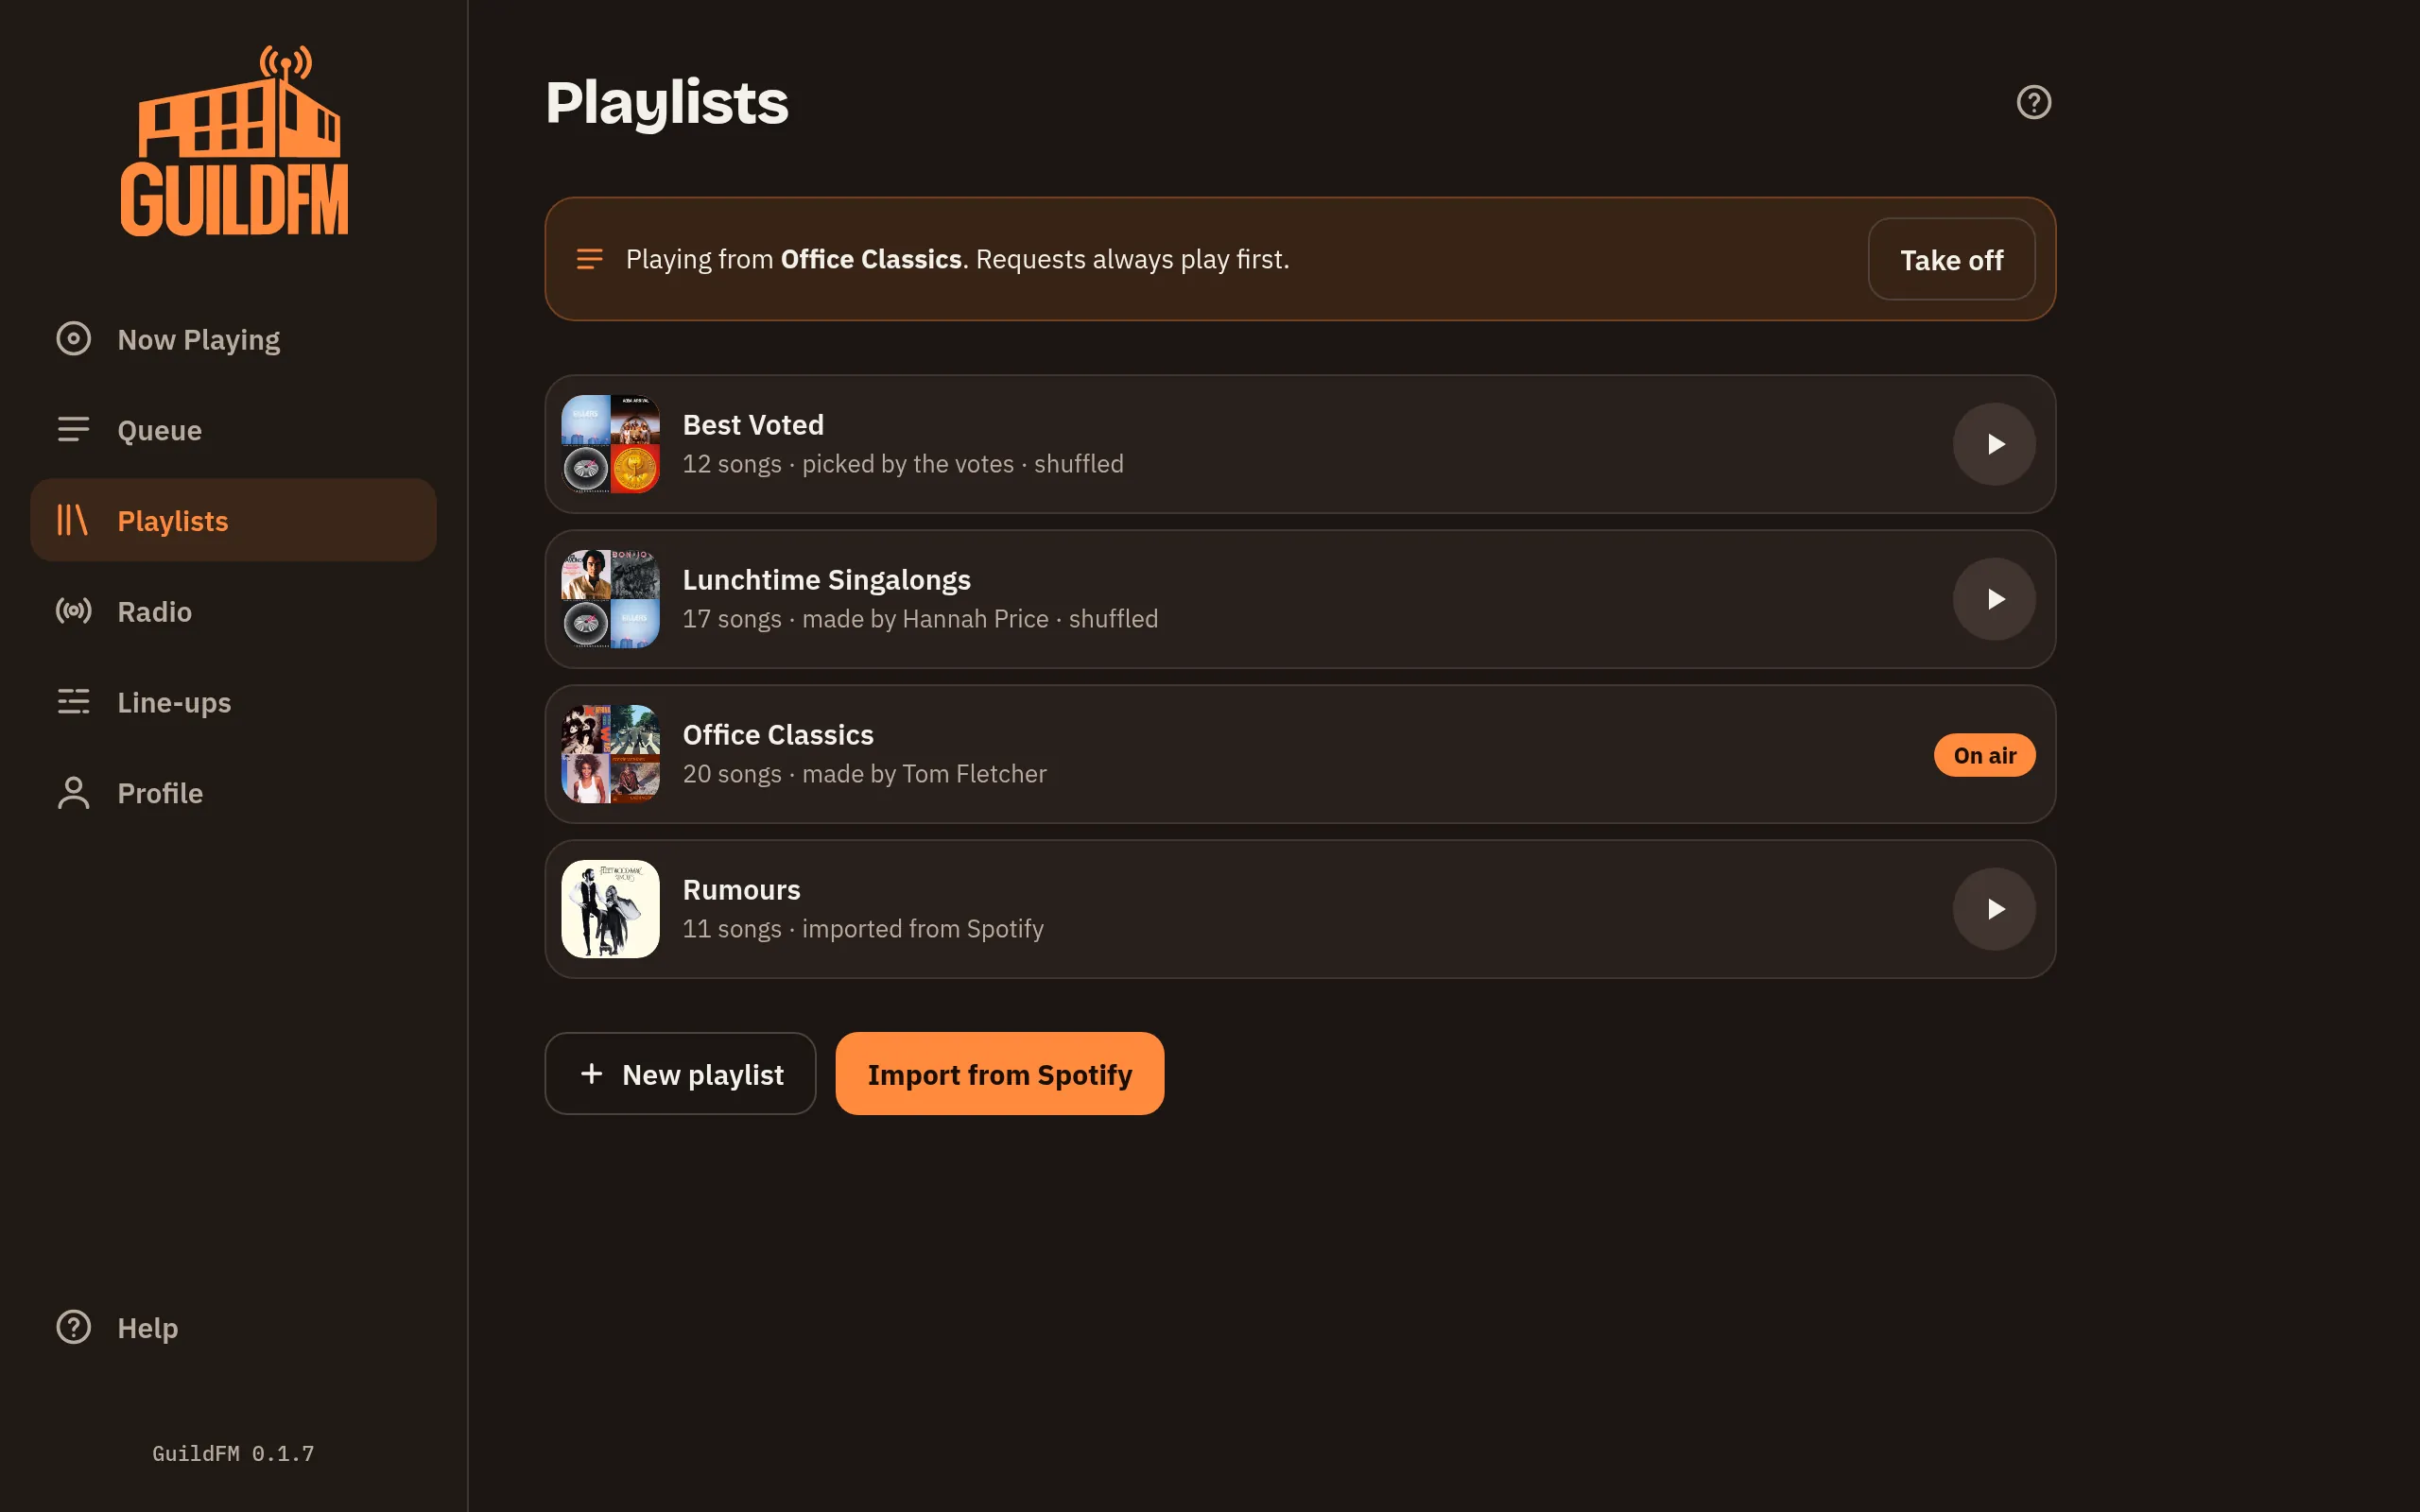 GUILDFM
Now Playing
Queue
Playlists
Radio
Line-ups
Profile
Help
GuildFM 0.1.7
Playlists
Playing from Office Classics. Requests always play first.
Take off
Best Voted
12 songs · picked by the votes · shuffled
Lunchtime Singalongs
17 songs · made by Hannah Price · shuffled
Office Classics
20 songs · made by Tom Fletcher
On air
Rumours
11 songs · imported from Spotify
+ New playlist
Import from Spotify